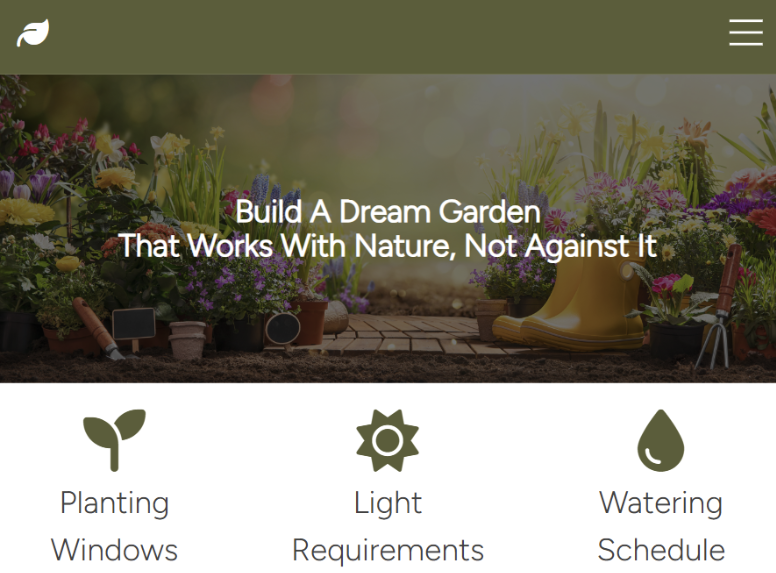 Build A Dream Garden
That Works With Nature, Not Against It
Planting
Windows
Light
Requirements
Watering
Schedule